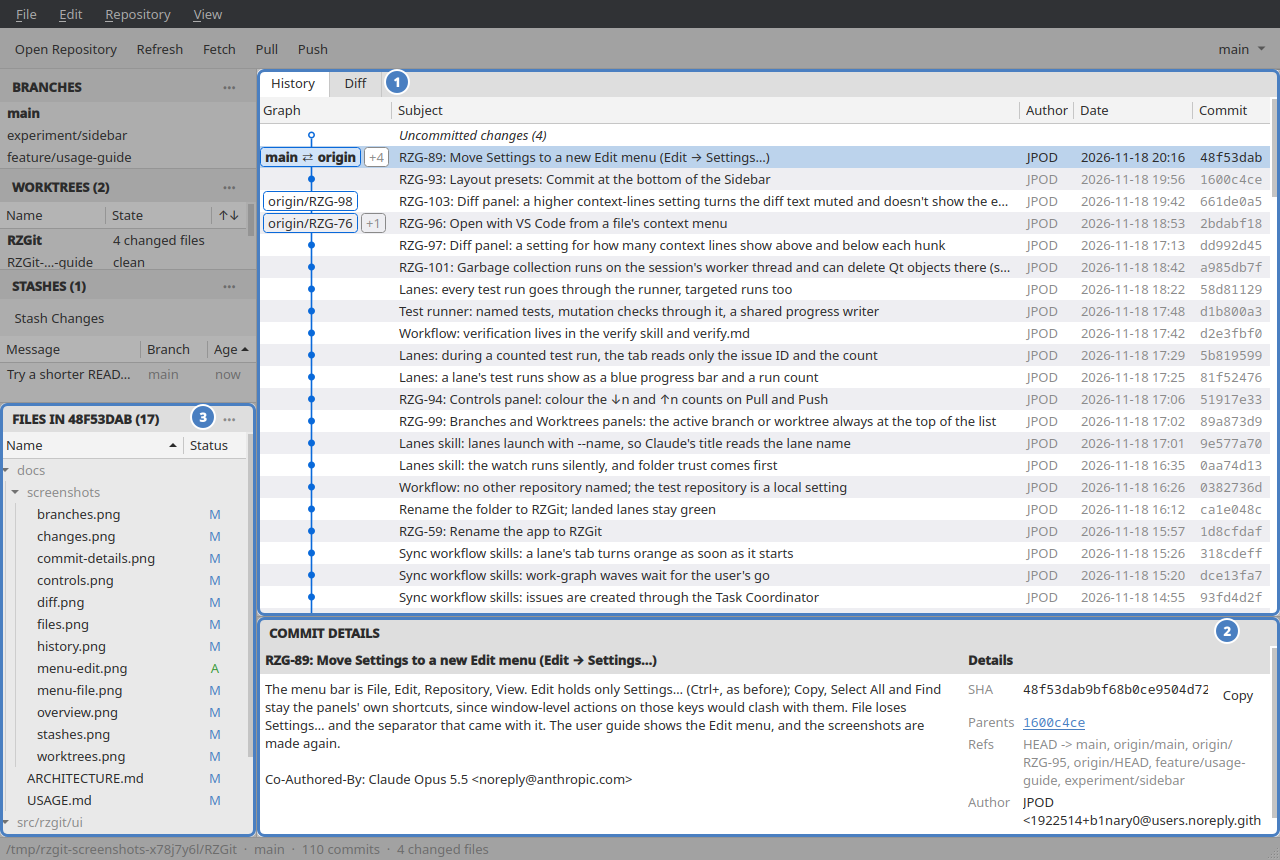 File Edit Repository View
Open Repository Refresh Fetch Pull Push main
BRANCHES ···
main
experiment/sidebar
feature/usage-guide
WORKTREES (2) ···
Name State ↑↓
RZGit 4 changed files
RZGit-...-guide clean
STASHES (1) ···
Stash Changes
Message Branch Age
Try a shorter READ... main now
FILES IN 48F53DAB (17) 3 ···
Name Status
docs
screenshots
branches.png M
changes.png M
commit-details.png M
controls.png M
diff.png M
files.png M
history.png M
menu-edit.png A
menu-file.png M
overview.png M
stashes.png M
worktrees.png M
ARCHITECTURE.md M
USAGE.md M
src/rzgit/ui
History Diff 1
Graph Subject Author Date Commit
Uncommitted changes (4)
main ⇄ origin +4 RZG-89: Move Settings to a new Edit menu (Edit → Settings...) JPOD 2026-11-18 20:16 48f53dab
RZG-93: Layout presets: Commit at the bottom of the Sidebar JPOD 2026-11-18 19:56 1600c4ce
origin/RZG-98 RZG-103: Diff panel: a higher context-lines setting turns the diff text muted and doesn't show the e... JPOD 2026-11-18 19:42 661de0a5
origin/RZG-76 +1 RZG-96: Open with VS Code from a file's context menu JPOD 2026-11-18 18:53 2bdabf18
RZG-97: Diff panel: a setting for how many context lines show above and below each hunk JPOD 2026-11-18 17:13 dd992d45
RZG-101: Garbage collection runs on the session's worker thread and can delete Qt objects there (s... JPOD 2026-11-18 18:42 a985db7f
Lanes: every test run goes through the runner, targeted runs too JPOD 2026-11-18 18:22 58d81129
Test runner: named tests, mutation checks through it, a shared progress writer JPOD 2026-11-18 17:48 d1b800a3
Workflow: verification lives in the verify skill and verify.md JPOD 2026-11-18 17:42 d2e3fbf0
Lanes: during a counted test run, the tab reads only the issue ID and the count JPOD 2026-11-18 17:29 5b819599
Lanes: a lane's test runs show as a blue progress bar and a run count JPOD 2026-11-18 17:25 81f52476
RZG-94: Controls panel: colour the ↓n and ↑n counts on Pull and Push JPOD 2026-11-18 17:06 51917e33
RZG-99: Branches and Worktrees panels: the active branch or worktree always at the top of the list JPOD 2026-11-18 17:02 89a873d9
Lanes skill: lanes launch with --name, so Claude's title reads the lane name JPOD 2026-11-18 17:01 9e577a70
Lanes skill: the watch runs silently, and folder trust comes first JPOD 2026-11-18 16:35 0aa74d13
Workflow: no other repository named; the test repository is a local setting JPOD 2026-11-18 16:26 0382736d
Rename the folder to RZGit; landed lanes stay green JPOD 2026-11-18 16:12 ca1e048c
RZG-59: Rename the app to RZGit JPOD 2026-11-18 15:57 1d8cfdaf
Sync workflow skills: a lane's tab turns orange as soon as it starts JPOD 2026-11-18 15:26 318cdeff
Sync workflow skills: work-graph waves wait for the user's go JPOD 2026-11-18 15:20 dce13fa7
Sync workflow skills: issues are created through the Task Coordinator JPOD 2026-11-18 14:55 93fd4d2f
COMMIT DETAILS 2
RZG-89: Move Settings to a new Edit menu (Edit → Settings...)
The menu bar is File, Edit, Repository, View. Edit holds only Settings... (Ctrl+, as before); Copy, Select All and Find
stay the panels' own shortcuts, since window-level actions on those keys would clash with them. File loses
Settings... and the separator that came with it. The user guide shows the Edit menu, and the screenshots are
made again.
Co-Authored-By: Claude Opus 5.5 <noreply@anthropic.com>
Details
SHA 48f53dab9bf68b0ce9504d72 Copy
Parents 1600c4ce
Refs HEAD -> main, origin/main, origin/
RZG-95, origin/HEAD, feature/usage-
guide, experiment/sidebar
Author JPOD
<1922514+b1nary0@users.noreply.gith
/tmp/rzgit-screenshots-x78j7y6l/RZGit · main · 110 commits · 4 changed files